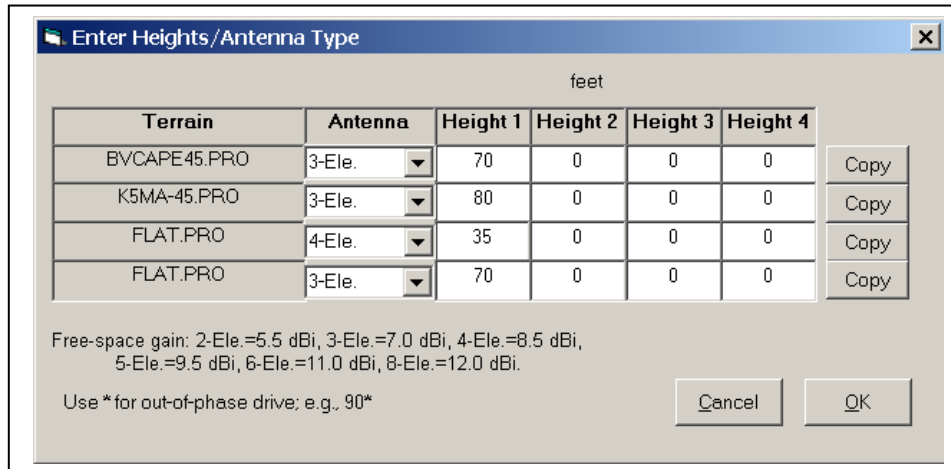 Enter Heights/Antenna Type
feet
Terrain Antenna Height 1 Height 2 Height 3 Height 4
BVCAPE45.PRO 3-Ele. 70 0 0 0 Copy
K5MA-45.PRO 3-Ele. 80 0 0 0 Copy
FLAT.PRO 4-Ele. 35 0 0 0 Copy
FLAT.PRO 3-Ele. 70 0 0 0 Copy
Free-space gain: 2-Ele.=5.5 dBi, 3-Ele.=7.0 dBi, 4-Ele.=8.5 dBi,
5-Ele.=9.5 dBi, 6-Ele.=11.0 dBi, 8-Ele.=12.0 dBi.
Use * for out-of-phase drive; e.g., 90*
Cancel OK